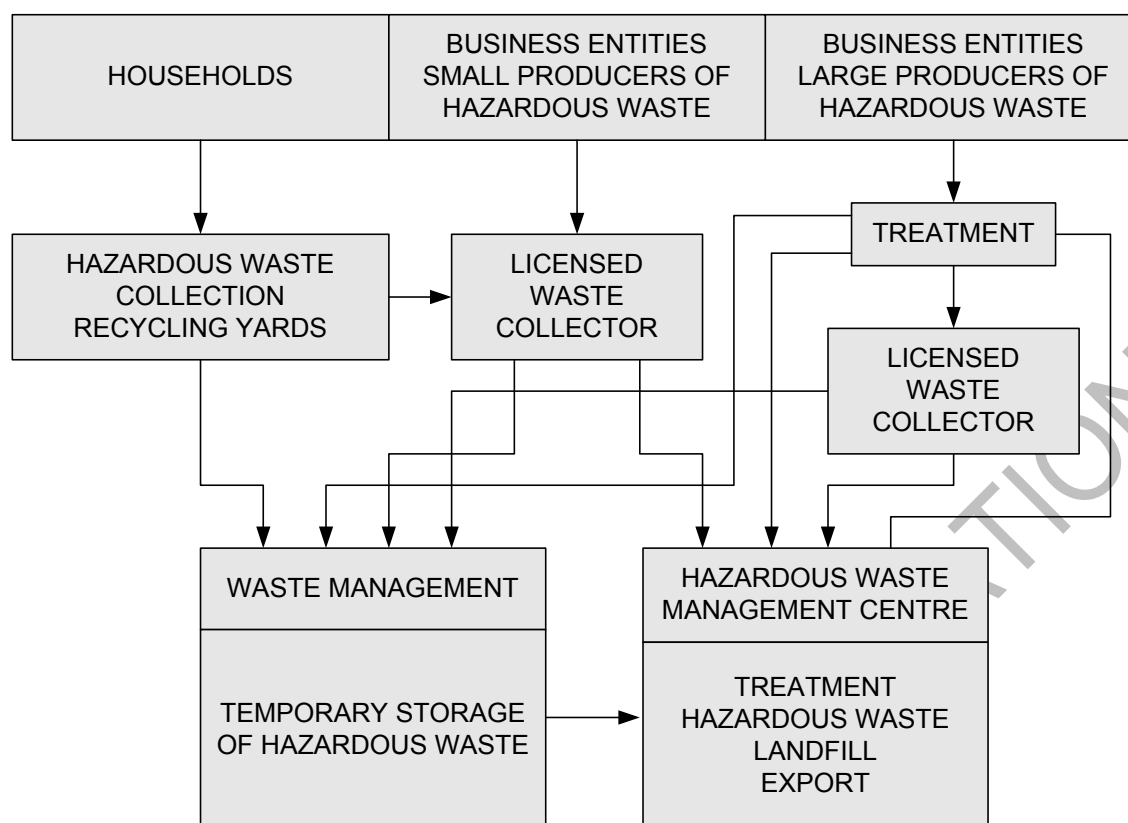 HOUSEHOLDS
BUSINESS ENTITIES
SMALL PRODUCERS OF
HAZARDOUS WASTE
BUSINESS ENTITIES
LARGE PRODUCERS OF
HAZARDOUS WASTE
TREATMENT
HAZARDOUS WASTE
COLLECTION
RECYCLING YARDS
LICENSED
WASTE
COLLECTOR
LICENSED
WASTE
COLLECTOR
WASTE MANAGEMENT
HAZARDOUS WASTE
MANAGEMENT CENTRE
TEMPORARY STORAGE
OF HAZARDOUS WASTE
TREATMENT
HAZARDOUS WASTE
LANDFILL
EXPORT